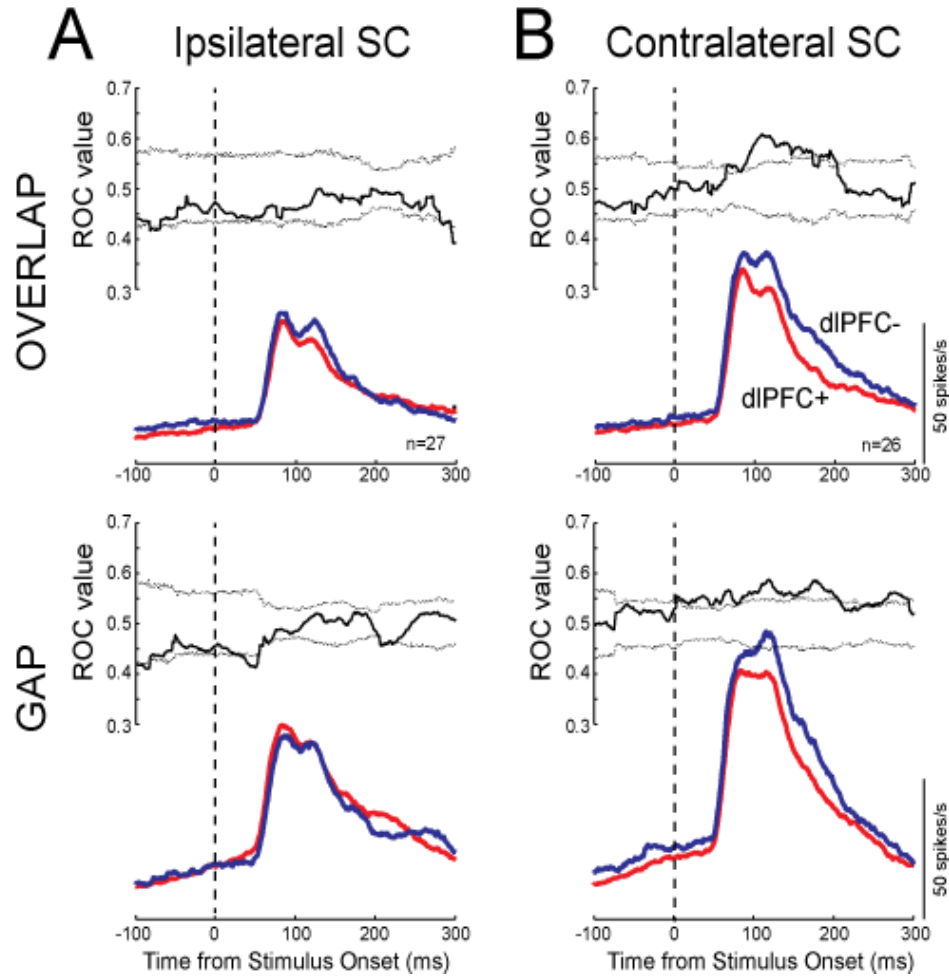 A Ipsilateral SC
B Contralateral SC
OVERLAP
ROC value
0.7
0.6
0.5
0.4
0.3
n=27
-100 0 100 200 300
ROC value
0.7
0.6
0.5
0.4
0.3
dlPFC-
dlPFC+
n=26
50 spikes/s
-100 0 100 200 300
GAP
ROC value
0.7
0.6
0.5
0.4
0.3
-100 0 100 200 300
Time from Stimulus Onset (ms)
ROC value
0.7
0.6
0.5
0.4
0.3
50 spikes/s
-100 0 100 200 300
Time from Stimulus Onset (ms)